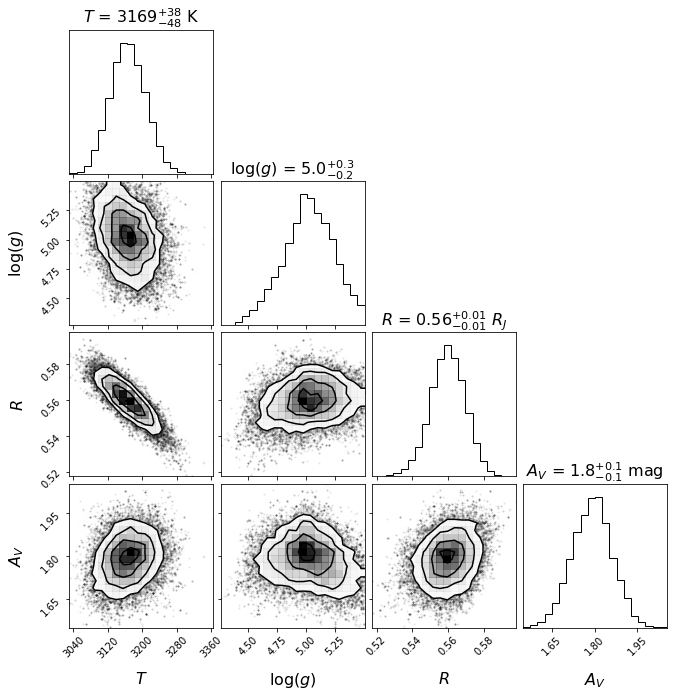 T = 3169⁺³⁸₋₄₈ K
log(g) = 5.0⁺⁰·³₋₀.₂
log(g)
5.25
5.00
4.75
4.50
R = 0.56⁺⁰·⁰¹₋₀.₀₁ R_J
R
0.58
0.56
0.54
0.52
A_V = 1.8⁺⁰·¹₋₀.₁ mag
A_V
1.95
1.80
1.65
3040 3120 3200 3280 3360
4.50 4.75 5.00 5.25
0.52 0.54 0.56 0.58
1.65 1.80 1.95
T log(g) R A_V